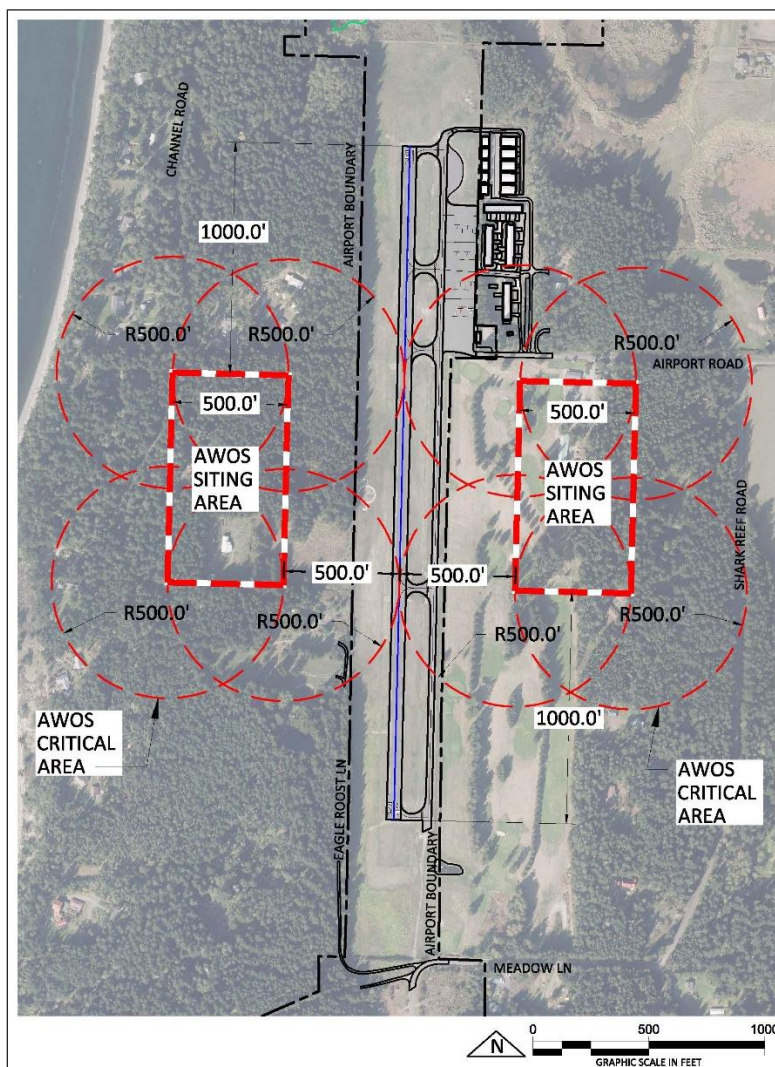 CHANNEL ROAD
AIRPORT BOUNDARY
1000.0'
R500.0'
R500.0'
R500.0'
AIRPORT ROAD
500.0'
500.0'
AWOS
SITING
AREA
AWOS
SITING
AREA
SHARK REEF ROAD
500.0'
500.0'
R500.0'
R500.0'
R500.0'
R500.0'
AWOS
CRITICAL
AREA
1000.0'
AWOS
CRITICAL
AREA
EAGLE ROOST LN
AIRPORT BOUNDARY
MEADOW LN
N
0
500
1000
GRAPHIC SCALE IN FEET